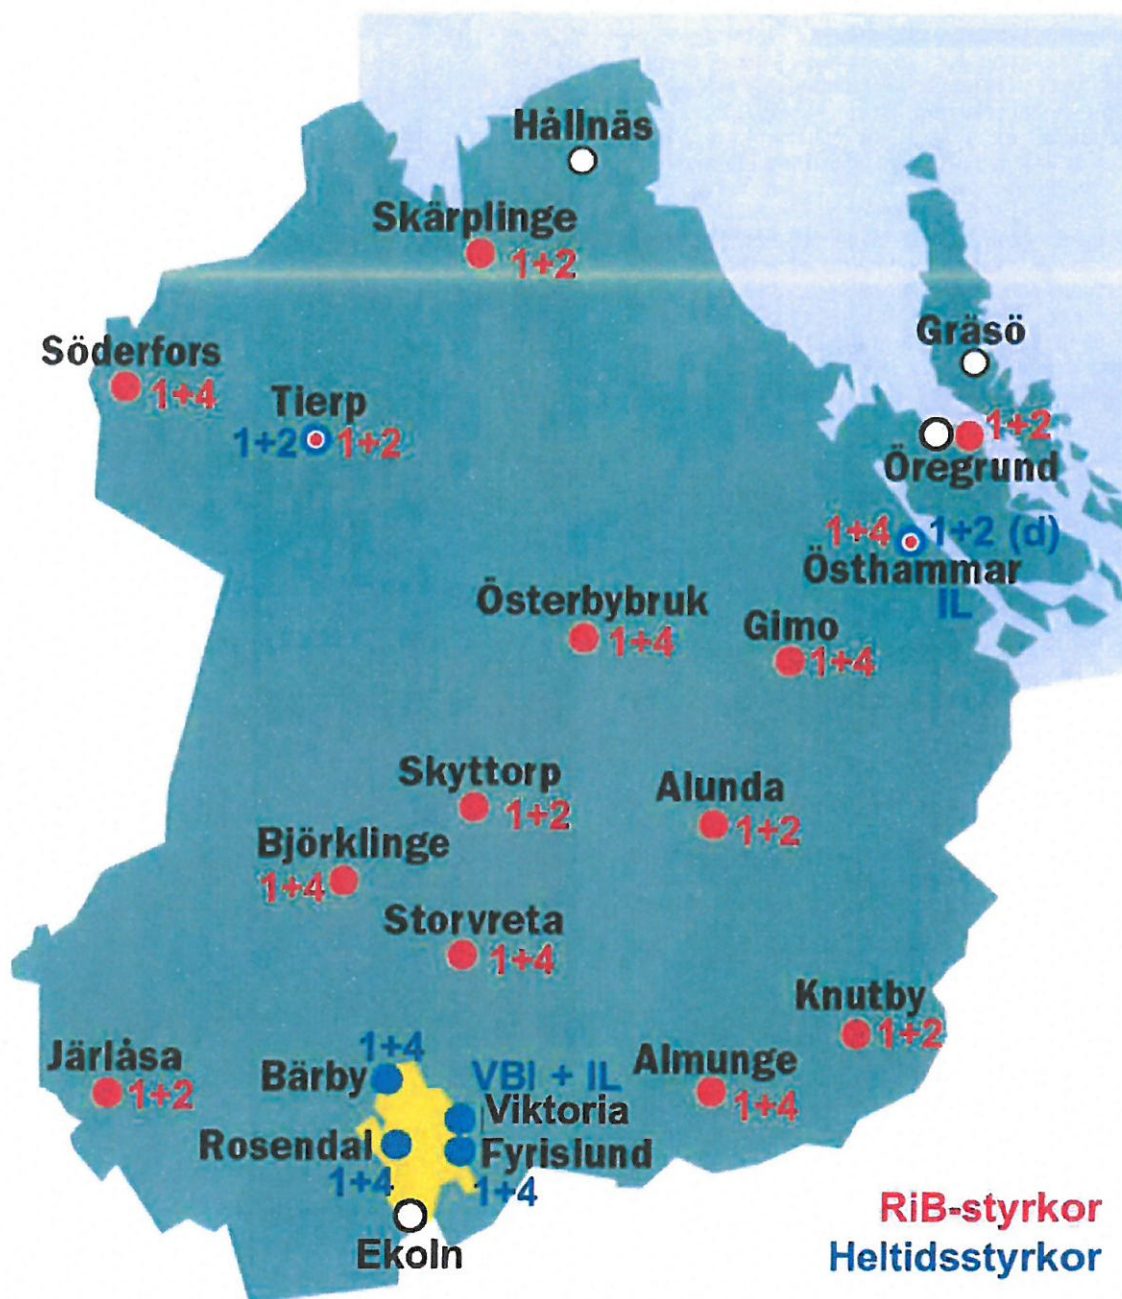 Hållnäs
Skärplinge
1+2
Gräsö
Söderfors
1+4
Tierp
1+2 1+2
1+2
Öregrund
1+4 1+2 (d)
Östhammar
IL
Österbybruk
1+4
Gimo
1+4
Skyttorp
1+2
Alunda
1+2
Björklinge
1+4
Storvreta
1+4
Knutby
1+2
Järlåsa
1+2
1+4
Bärby
VBI + IL
Viktoria
Almunge
1+4
Rosendal
1+4
Fyrislund
1+4
Ekoln
RiB-styrkor
Heltidsstyrkor